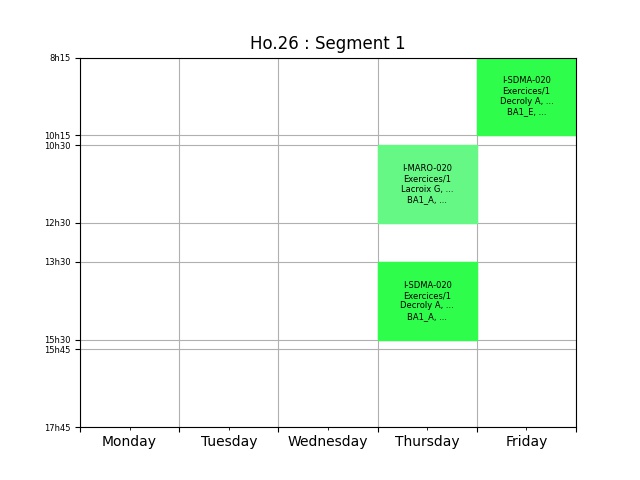 Ho.26 : Segment 1
8h15
I-SDMA-020
Exercices/1
Decroly A, ...
BA1_E, ...
10h15
10h30
I-MARO-020
Exercices/1
Lacroix G, ...
BA1_A, ...
12h30
13h30
I-SDMA-020
Exercices/1
Decroly A, ...
BA1_A, ...
15h30
15h45
17h45
Monday Tuesday Wednesday Thursday Friday